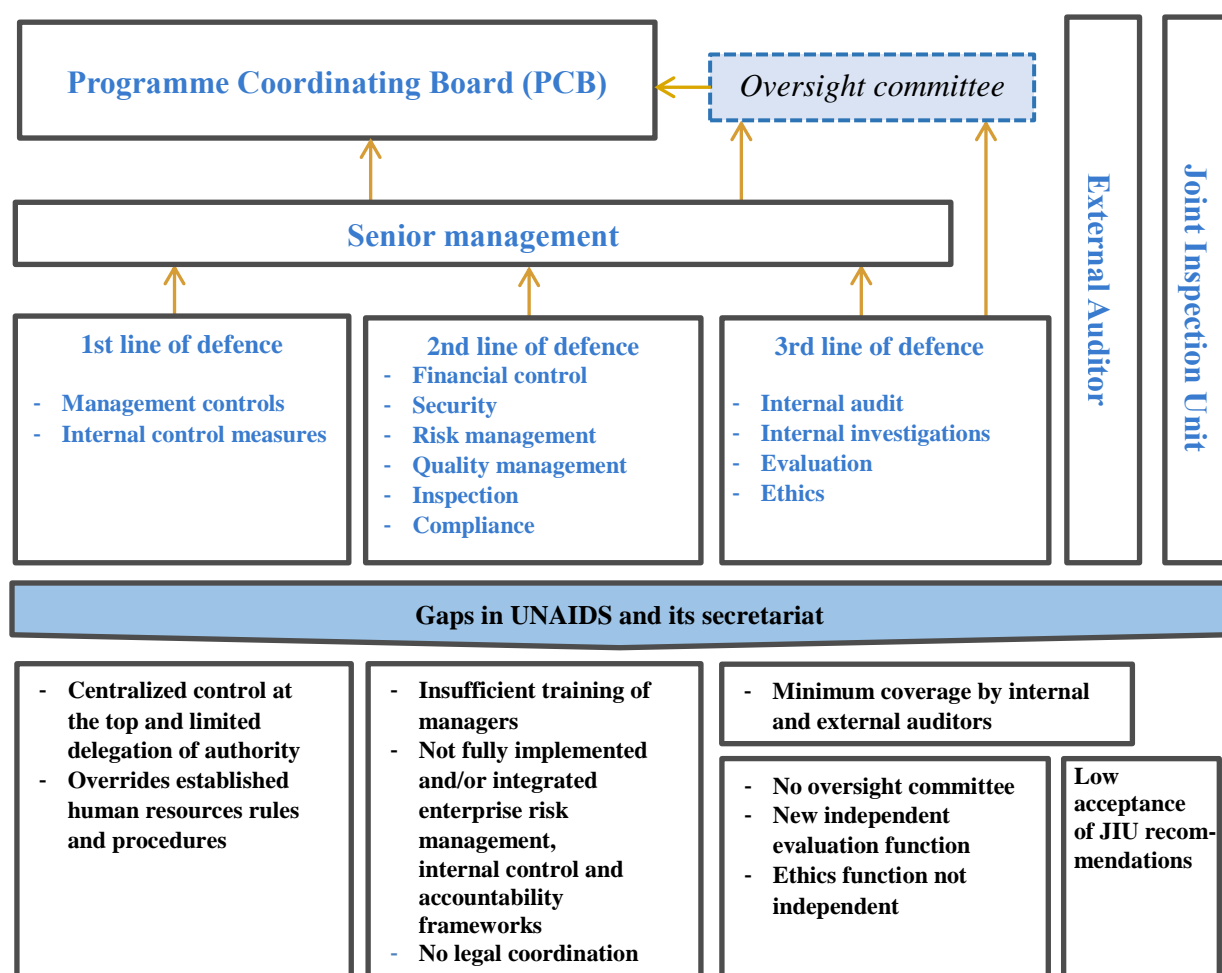 Programme Coordinating Board (PCB)
Oversight committee
Senior management
1st line of defence
- Management controls
- Internal control measures
2nd line of defence
- Financial control
- Security
- Risk management
- Quality management
- Inspection
- Compliance
3rd line of defence
- Internal audit
- Internal investigations
- Evaluation
- Ethics
External Auditor
Joint Inspection Unit
Gaps in UNAIDS and its secretariat
- Centralized control at
the top and limited
delegation of authority
- Overrides established
human resources rules
and procedures
- Insufficient training of
managers
- Not fully implemented
and/or integrated
enterprise risk
management,
internal control and
accountability
frameworks
- No legal coordination
- Minimum coverage by internal
and external auditors
- No oversight committee
- New independent
evaluation function
- Ethics function not
independent
Low
acceptance
of JIU recom-
mendations